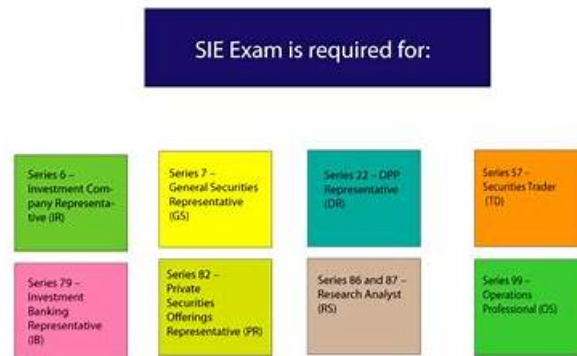 SIE Exam is required for:
Series 6 –
Investment Com-
pany Representa-
tive (IR)
Series 7 –
General Securities
Representative
(GS)
Series 22 – DPP
Representative
(DR)
Series 57 –
Securities Trader
(TD)
Series 79 –
Investment
Banking
Representative
(IB)
Series 82 –
Private
Securities
Offerings
Representative (PR)
Series 86 and 87 –
Research Analyst
(RS)
Series 99 –
Operations
Professional (OS)